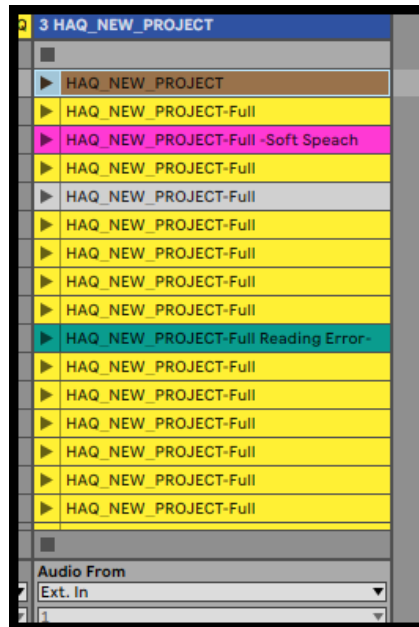 Q 3 HAQ_NEW_PROJECT
HAQ_NEW_PROJECT
HAQ_NEW_PROJECT-Full
HAQ_NEW_PROJECT-Full -Soft Speach
HAQ_NEW_PROJECT-Full
HAQ_NEW_PROJECT-Full
HAQ_NEW_PROJECT-Full
HAQ_NEW_PROJECT-Full
HAQ_NEW_PROJECT-Full
HAQ_NEW_PROJECT-Full
HAQ_NEW_PROJECT-Full Reading Error-
HAQ_NEW_PROJECT-Full
HAQ_NEW_PROJECT-Full
HAQ_NEW_PROJECT-Full
HAQ_NEW_PROJECT-Full
HAQ_NEW_PROJECT-Full
HAQ_NEW_PROJECT-Full
Audio From
Ext. In
1